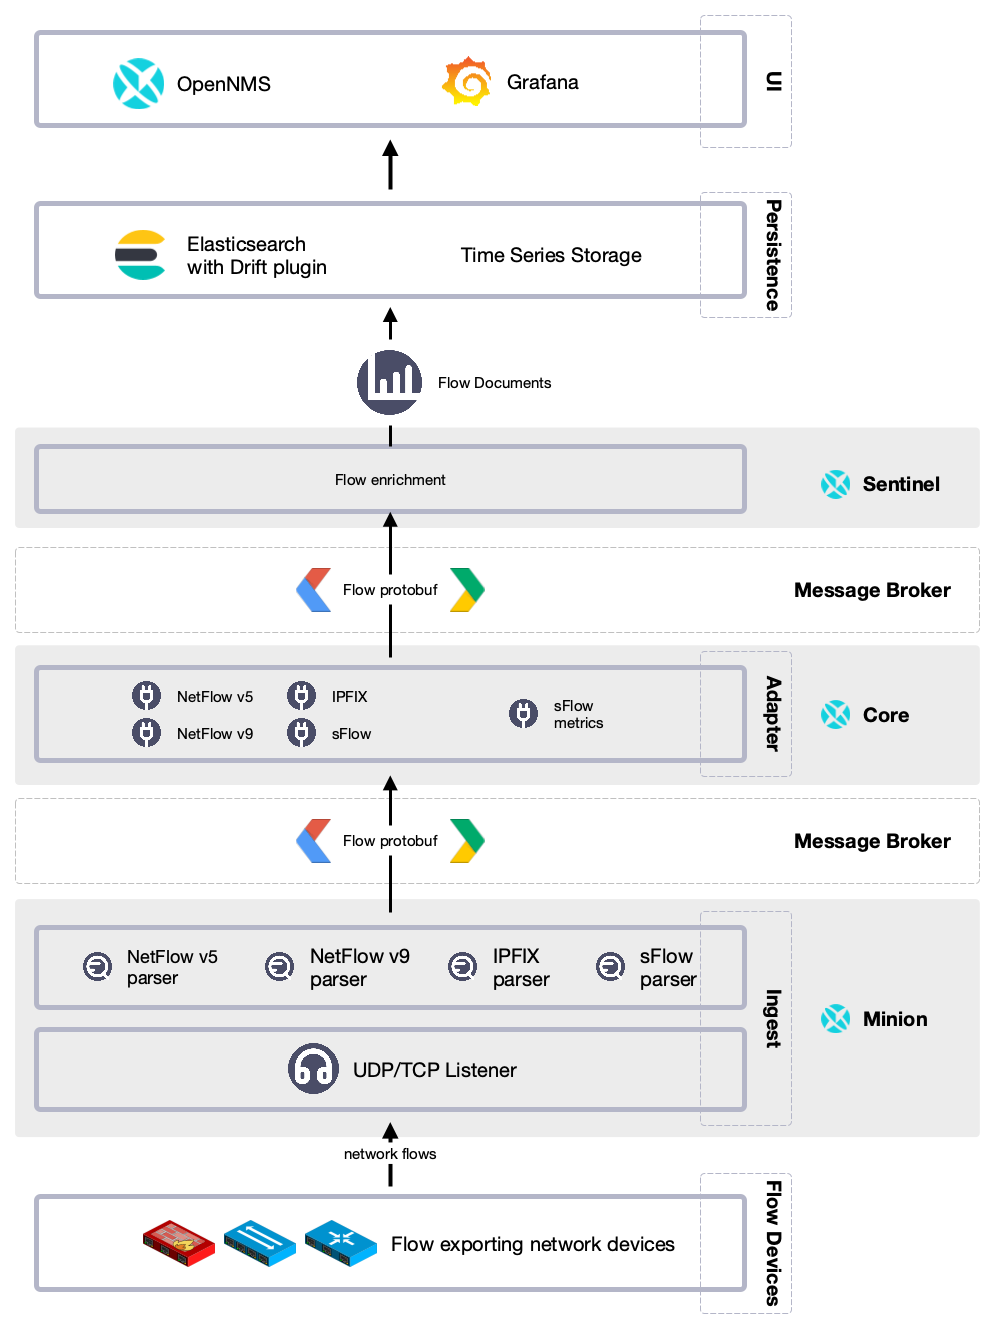 OpenNMS
Grafana
UI
Elasticsearch
with Drift plugin
Time Series Storage
Persistence
Flow Documents
Flow enrichment
Sentinel
Flow protobuf
Message Broker
NetFlow v5
IPFIX
NetFlow v9
sFlow
sFlow
metrics
Adapter
Core
Flow protobuf
Message Broker
NetFlow v5
parser
NetFlow v9
parser
IPFIX
parser
sFlow
parser
UDP/TCP Listener
Ingest
Minion
network flows
Flow exporting network devices
Flow Devices